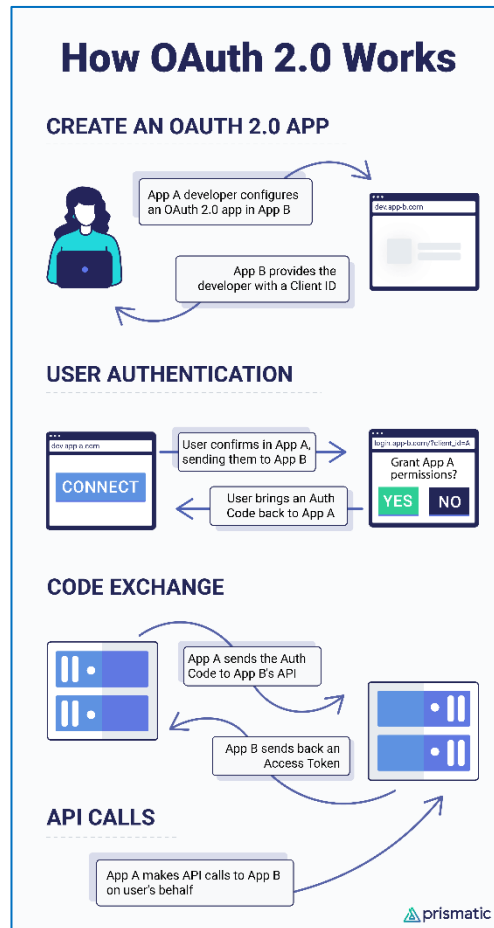 How OAuth 2.0 Works
CREATE AN OAUTH 2.0 APP
App A developer configures
an OAuth 2.0 app in App B
dev.app-b.com
App B provides the
developer with a Client ID
USER AUTHENTICATION
dev.app.a.com
CONNECT
User confirms in App A,
sending them to App B
login.app-b.com/?client_id=A
Grant App A
permissions?
YES NO
User brings an Auth
Code back to App A
CODE EXCHANGE
App A sends the Auth
Code to App B's API
App B sends back an
Access Token
API CALLS
App A makes API calls to App B
on user's behalf
prismatic